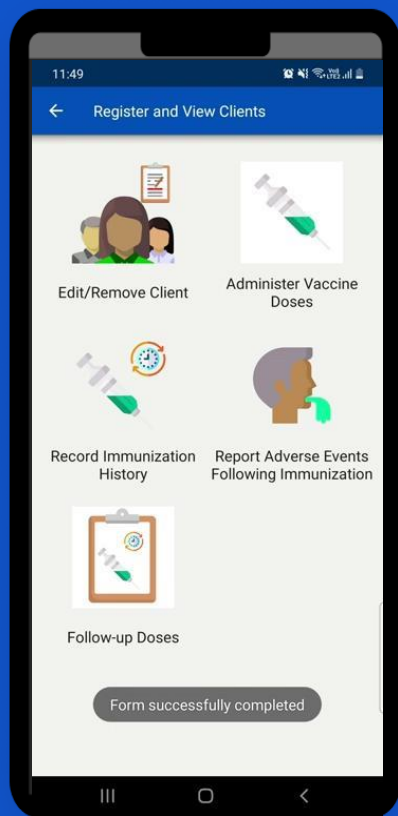 11:49
Register and View Clients
Edit/Remove Client
Administer Vaccine
Doses
Record Immunization
History
Report Adverse Events
Following Immunization
Follow-up Doses
Form successfully completed